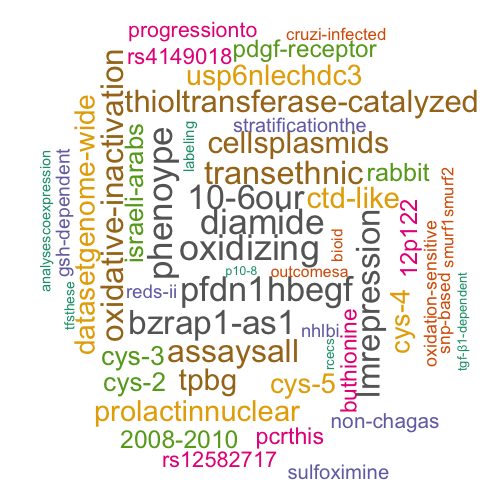 progressionto
cruzi-infected
rs4149018
pdgf-receptor
usp6nlechdc3
thioltransferase-catalyzed
stratificationthe
labeling
cellsplasmids
transethnic
rabbit
10-6our
ctd-like
diamide
oxidizing
bioid
p10-8
outcomesa
reds-ii
pfdn1hbegf
bzrap1-as1
nhlbi
rcecs
cys-3
assaysall
cys-2
tpbg
cys-5
prolactinnuclear
non-chagas
2008-2010
pcrthis
rs12582717
sulfoximine
analysescoexpression
gsh-dependent
tfsthese
datasetgenome-wide
oxidative-inactivation
israeli-arabs
phenoype
lmrepression
buthionine
cys-4
12p122
oxidation-sensitive
snp-based
smurf1
smurf2
tgf-β1-dependent